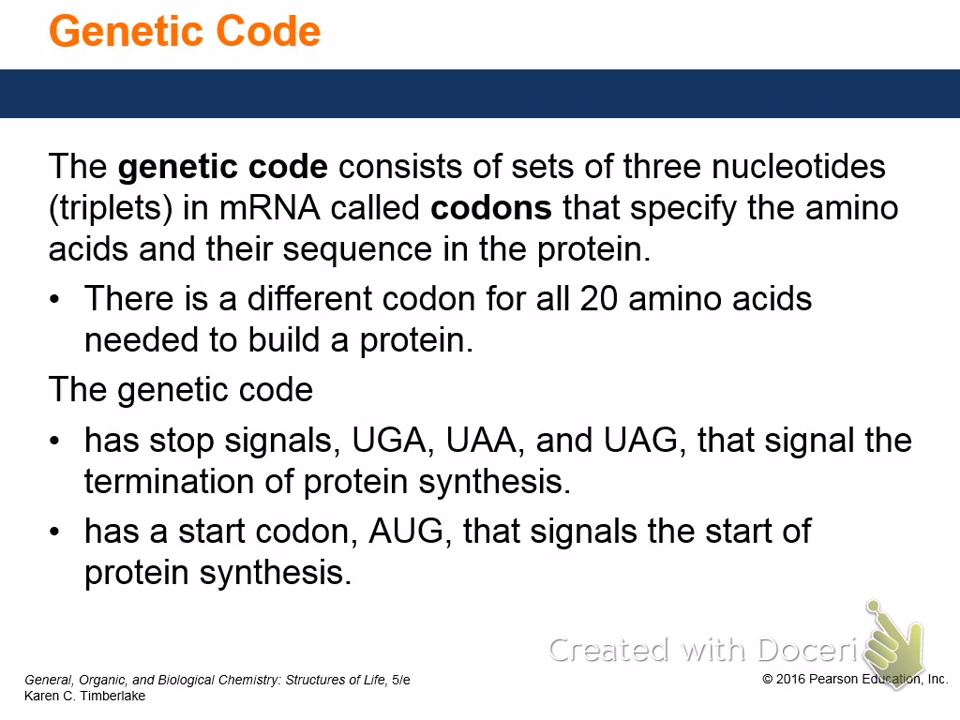 Genetic Code
The genetic code consists of sets of three nucleotides
(triplets) in mRNA called codons that specify the amino
acids and their sequence in the protein.
• There is a different codon for all 20 amino acids
needed to build a protein.
The genetic code
• has stop signals, UGA, UAA, and UAG, that signal the
termination of protein synthesis.
• has a start codon, AUG, that signals the start of
protein synthesis.
Created with Doceri
General, Organic, and Biological Chemistry: Structures of Life, 5/e
Karen C. Timberlake
© 2016 Pearson Education, Inc.